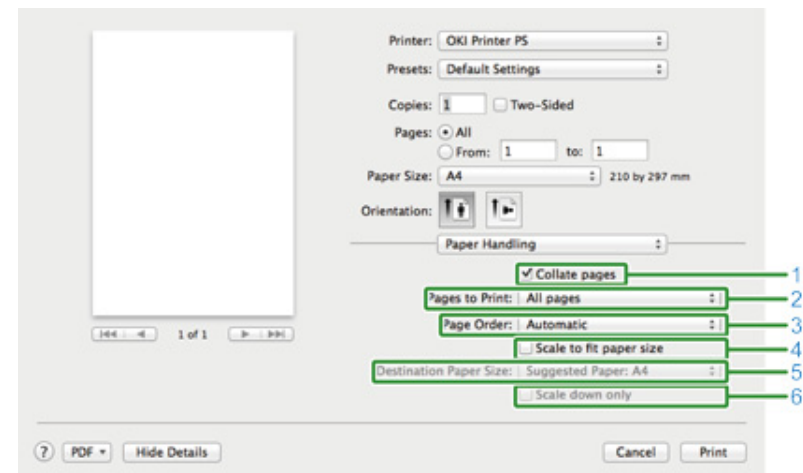 Printer: OKI Printer PS
Presets: Default Settings
Copies: 1 Two-Sided
Pages: All
From: 1 to: 1
Paper Size: A4 210 by 297 mm
Orientation:
Paper Handling
Collate pages 1
Pages to Print: All pages 2
Page Order: Automatic 3
Scale to fit paper size 4
Destination Paper Size: Suggested Paper: A4 5
Scale down only 6
1 of 1
? PDF Hide Details Cancel Print